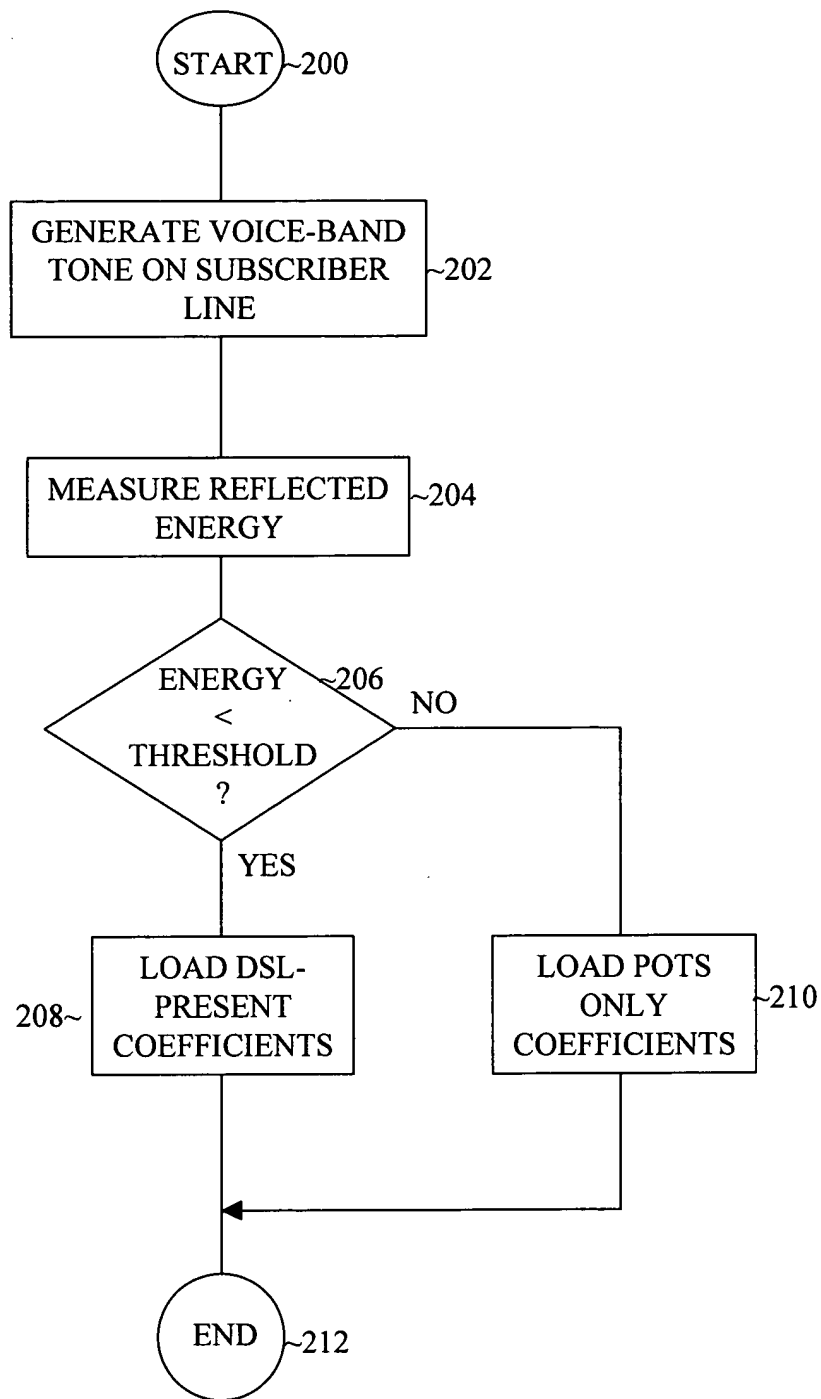 START ~200
GENERATE VOICE-BAND
TONE ON SUBSCRIBER
LINE
~202
MEASURE REFLECTED
ENERGY
~204
ENERGY
<
THRESHOLD
?
~206
NO
YES
LOAD DSL-
PRESENT
COEFFICIENTS
208~
LOAD POTS
ONLY
COEFFICIENTS
~210
END ~212